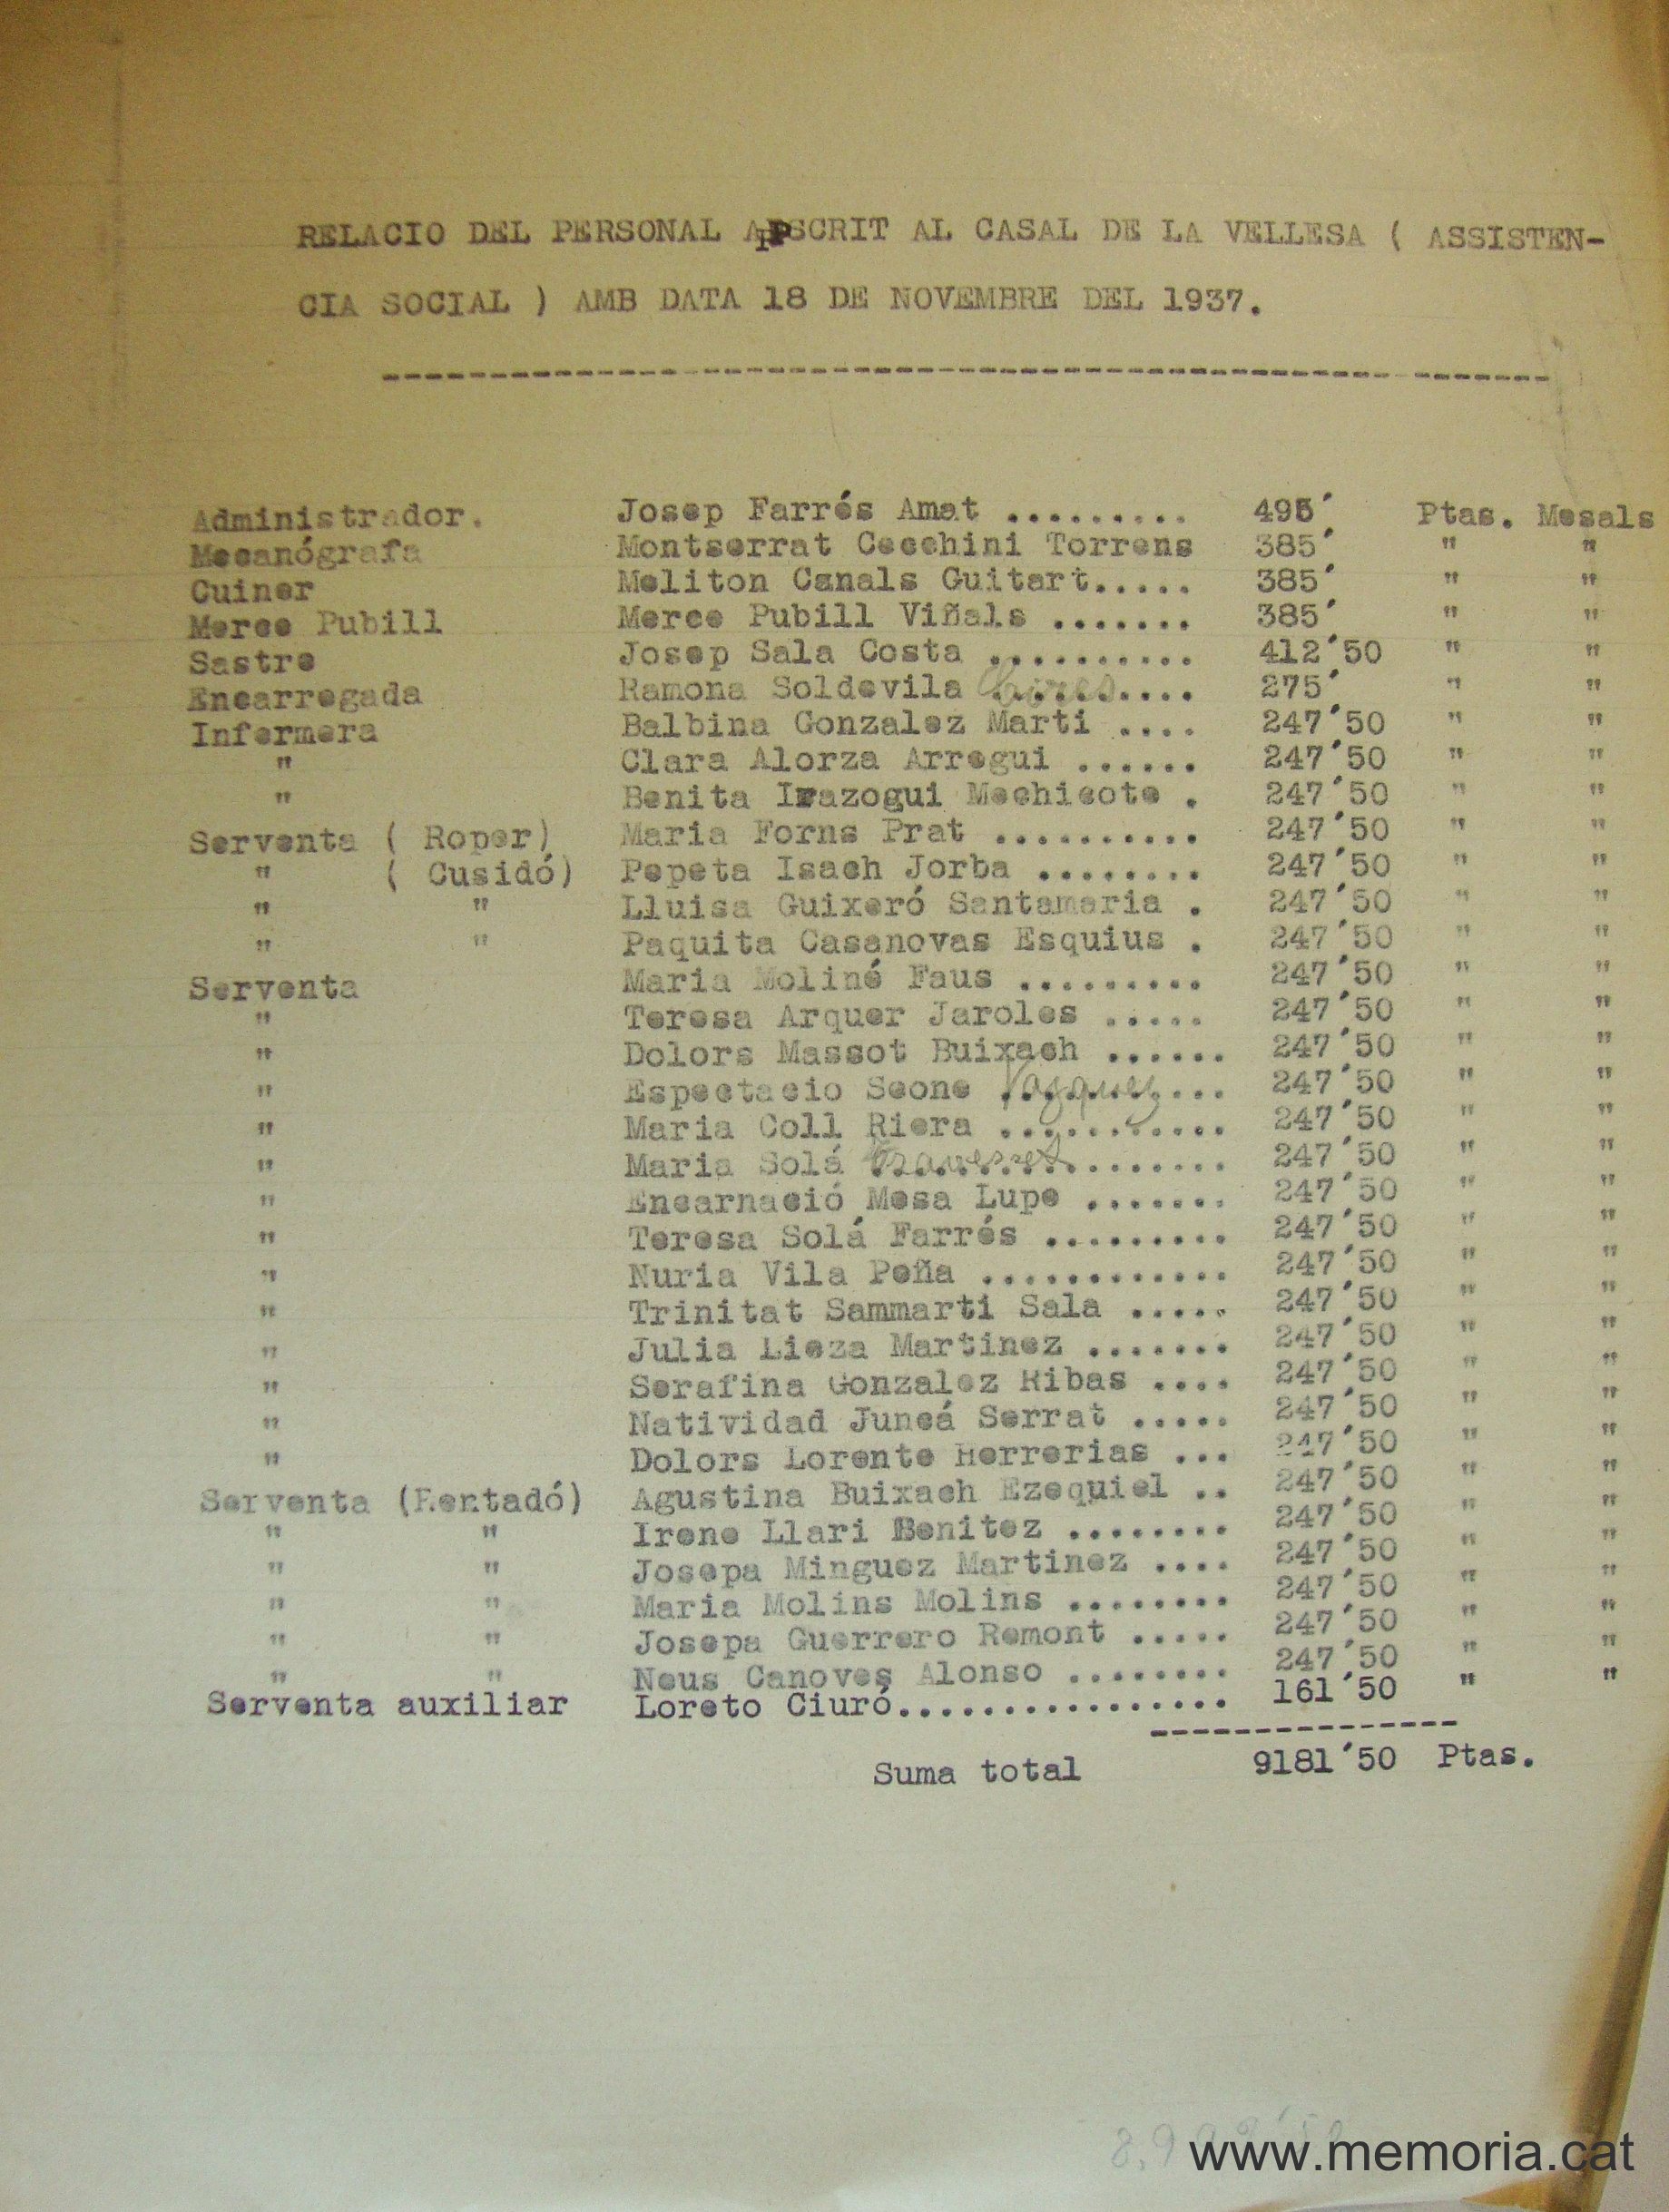 RELACIO DEL PERSONAL ADSCRIT AL CASAL DE LA VELLESA ( ASSISTEN-
CIA SOCIAL ) AMB DATA 18 DE NOVEMBRE DEL 1937.
Administrador. Josep Farrés Amat ......... 495´ Ptas. Mesals
Mecanógrafa Montserrat Cecchini Torrens 385´ " "
Cuiner Meliton Canals Guitart..... 385´ " "
Merce Pubill Merce Pubill Viñals ....... 385´ " "
Sastre Josep Sala Costa .......... 412´50 " "
Encarregada Ramona Soldevila .......... 275´ " "
Infermera Balbina Gonzalez Marti .... 247´50 " "
" Clara Alorza Arregui ...... 247´50 " "
" Benita Irazogui Mechicote . 247´50 " "
Serventa ( Roper) Maria Forns Prat .......... 247´50 " "
" ( Cusidó) Pepeta Isach Jorba ........ 247´50 " "
" " Lluisa Guixeró Santamaria . 247´50 " "
" " Paquita Casanovas Esquius . 247´50 " "
Serventa Maria Moliné Faus ......... 247´50 " "
" Teresa Arquer Jaroles ..... 247´50 " "
" Dolors Massot Buixach ...... 247´50 " "
" Espectacio Seone Vazquez ... 247´50 " "
" Maria Coll Riera ........... 247´50 " "
" Maria Solá ................. 247´50 " "
" Encarnació Mesa Lupe ....... 247´50 " "
" Teresa Solá Farrés ......... 247´50 " "
" Nuria Vila Peña ............ 247´50 " "
" Trinitat Sammarti Sala ..... 247´50 " "
" Julia Lieza Martinez ....... 247´50 " "
" Serafina Gonzalez Ribas .... 247´50 " "
" Natividad Juncá Serrat ..... 247´50 " "
" Dolors Lorente Herrerias ... 247´50 " "
Serventa (Rentadó) Agustina Buixach Ezequiel .. 247´50 " "
" " Irene Llari Benitez ........ 247´50 " "
" " Josepa Minguez Martinez .... 247´50 " "
" " Maria Molins Molins ........ 247´50 " "
" " Josepa Guerrero Remont ..... 247´50 " "
" " Neus Canoves Alonso ........ 247´50 " "
Serventa auxiliar Loreto Ciuró................ 161´50 " "
Suma total 9181´50 Ptas.
www.memoria.cat